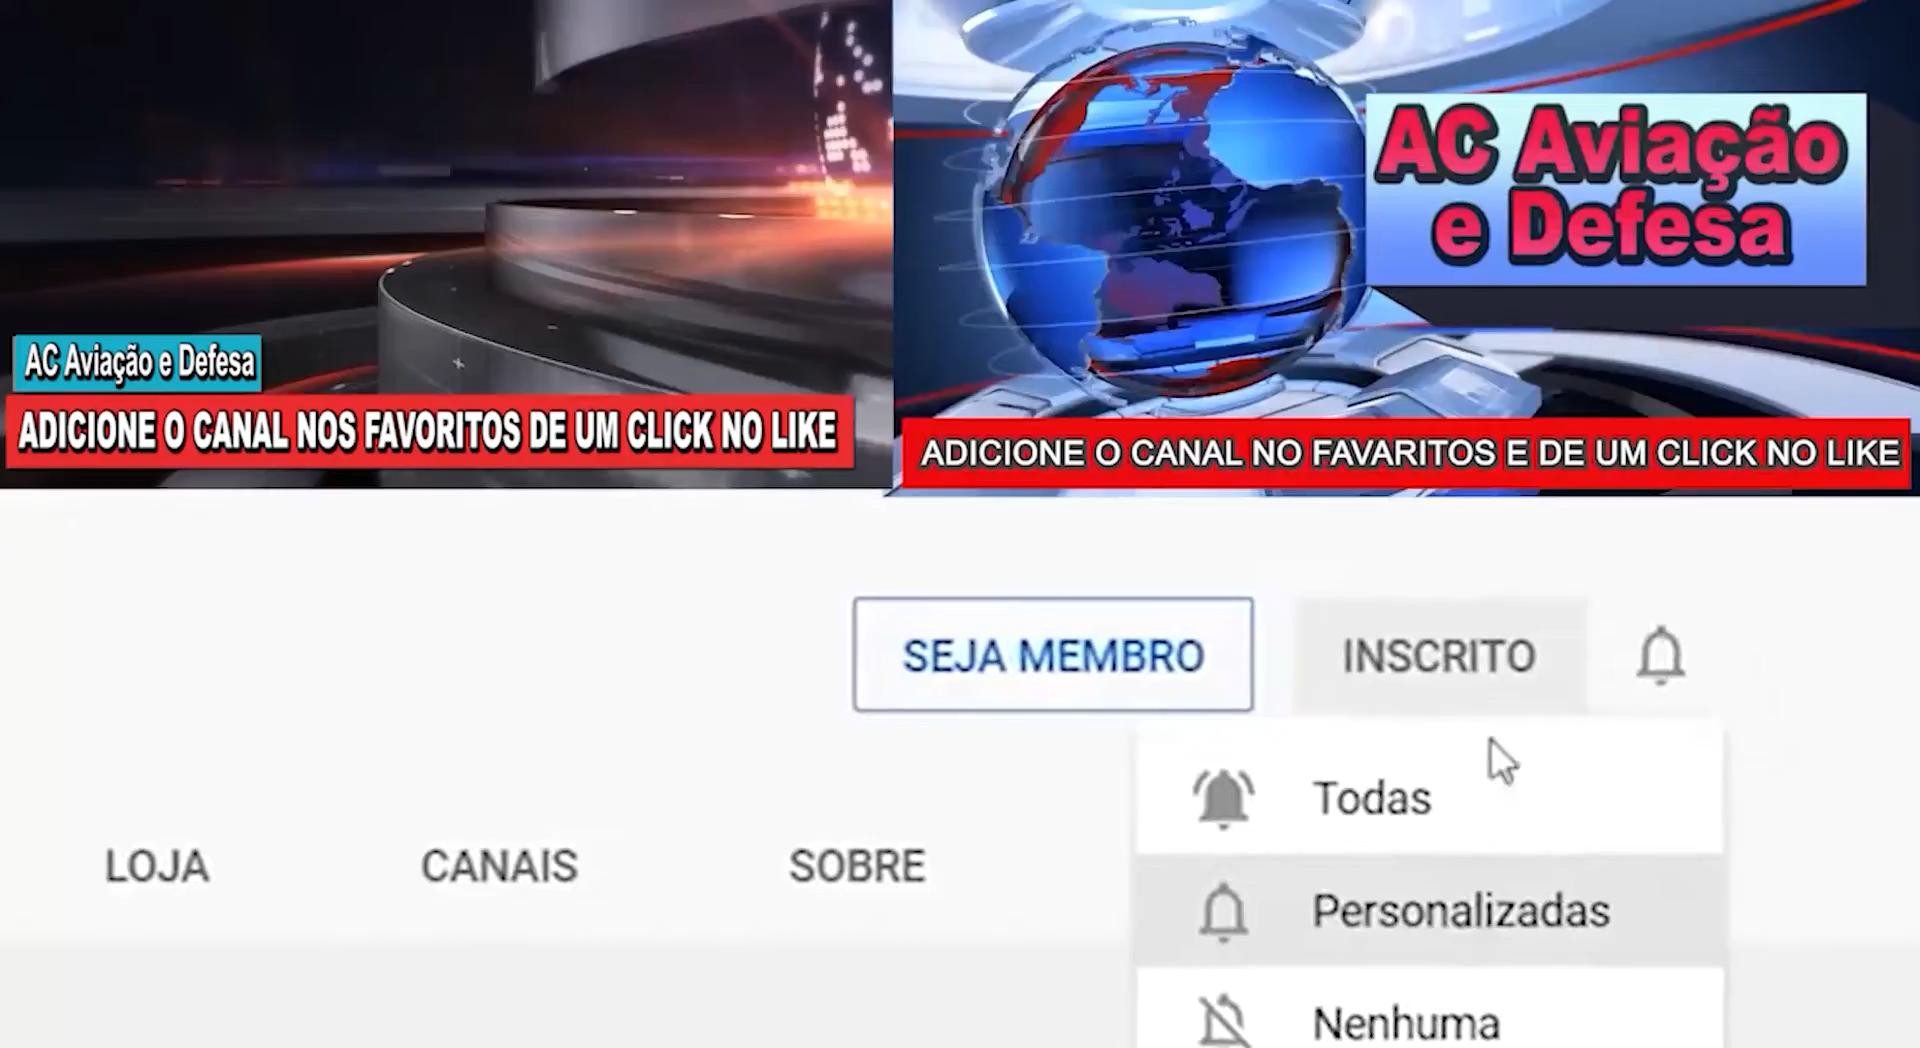 AC Aviação e Defesa
ADICIONE O CANAL NOS FAVORITOS DE UM CLICK NO LIKE
AC Aviação
e Defesa
ADICIONE O CANAL NO FAVARITOS E DE UM CLICK NO LIKE
SEJA MEMBRO
INSCRITO
Todas
LOJA
CANAIS
SOBRE
Personalizadas
Nenhuma